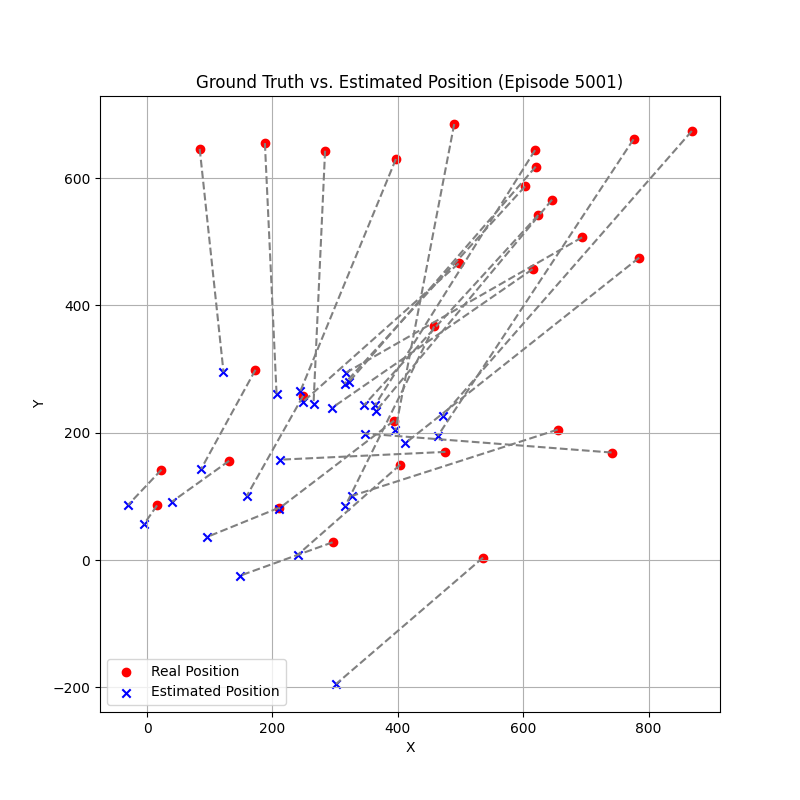 Ground Truth vs. Estimated Position (Episode 5001)
Y
600
400
200
0
−200
Real Position
Estimated Position
0 200 400 600 800
X